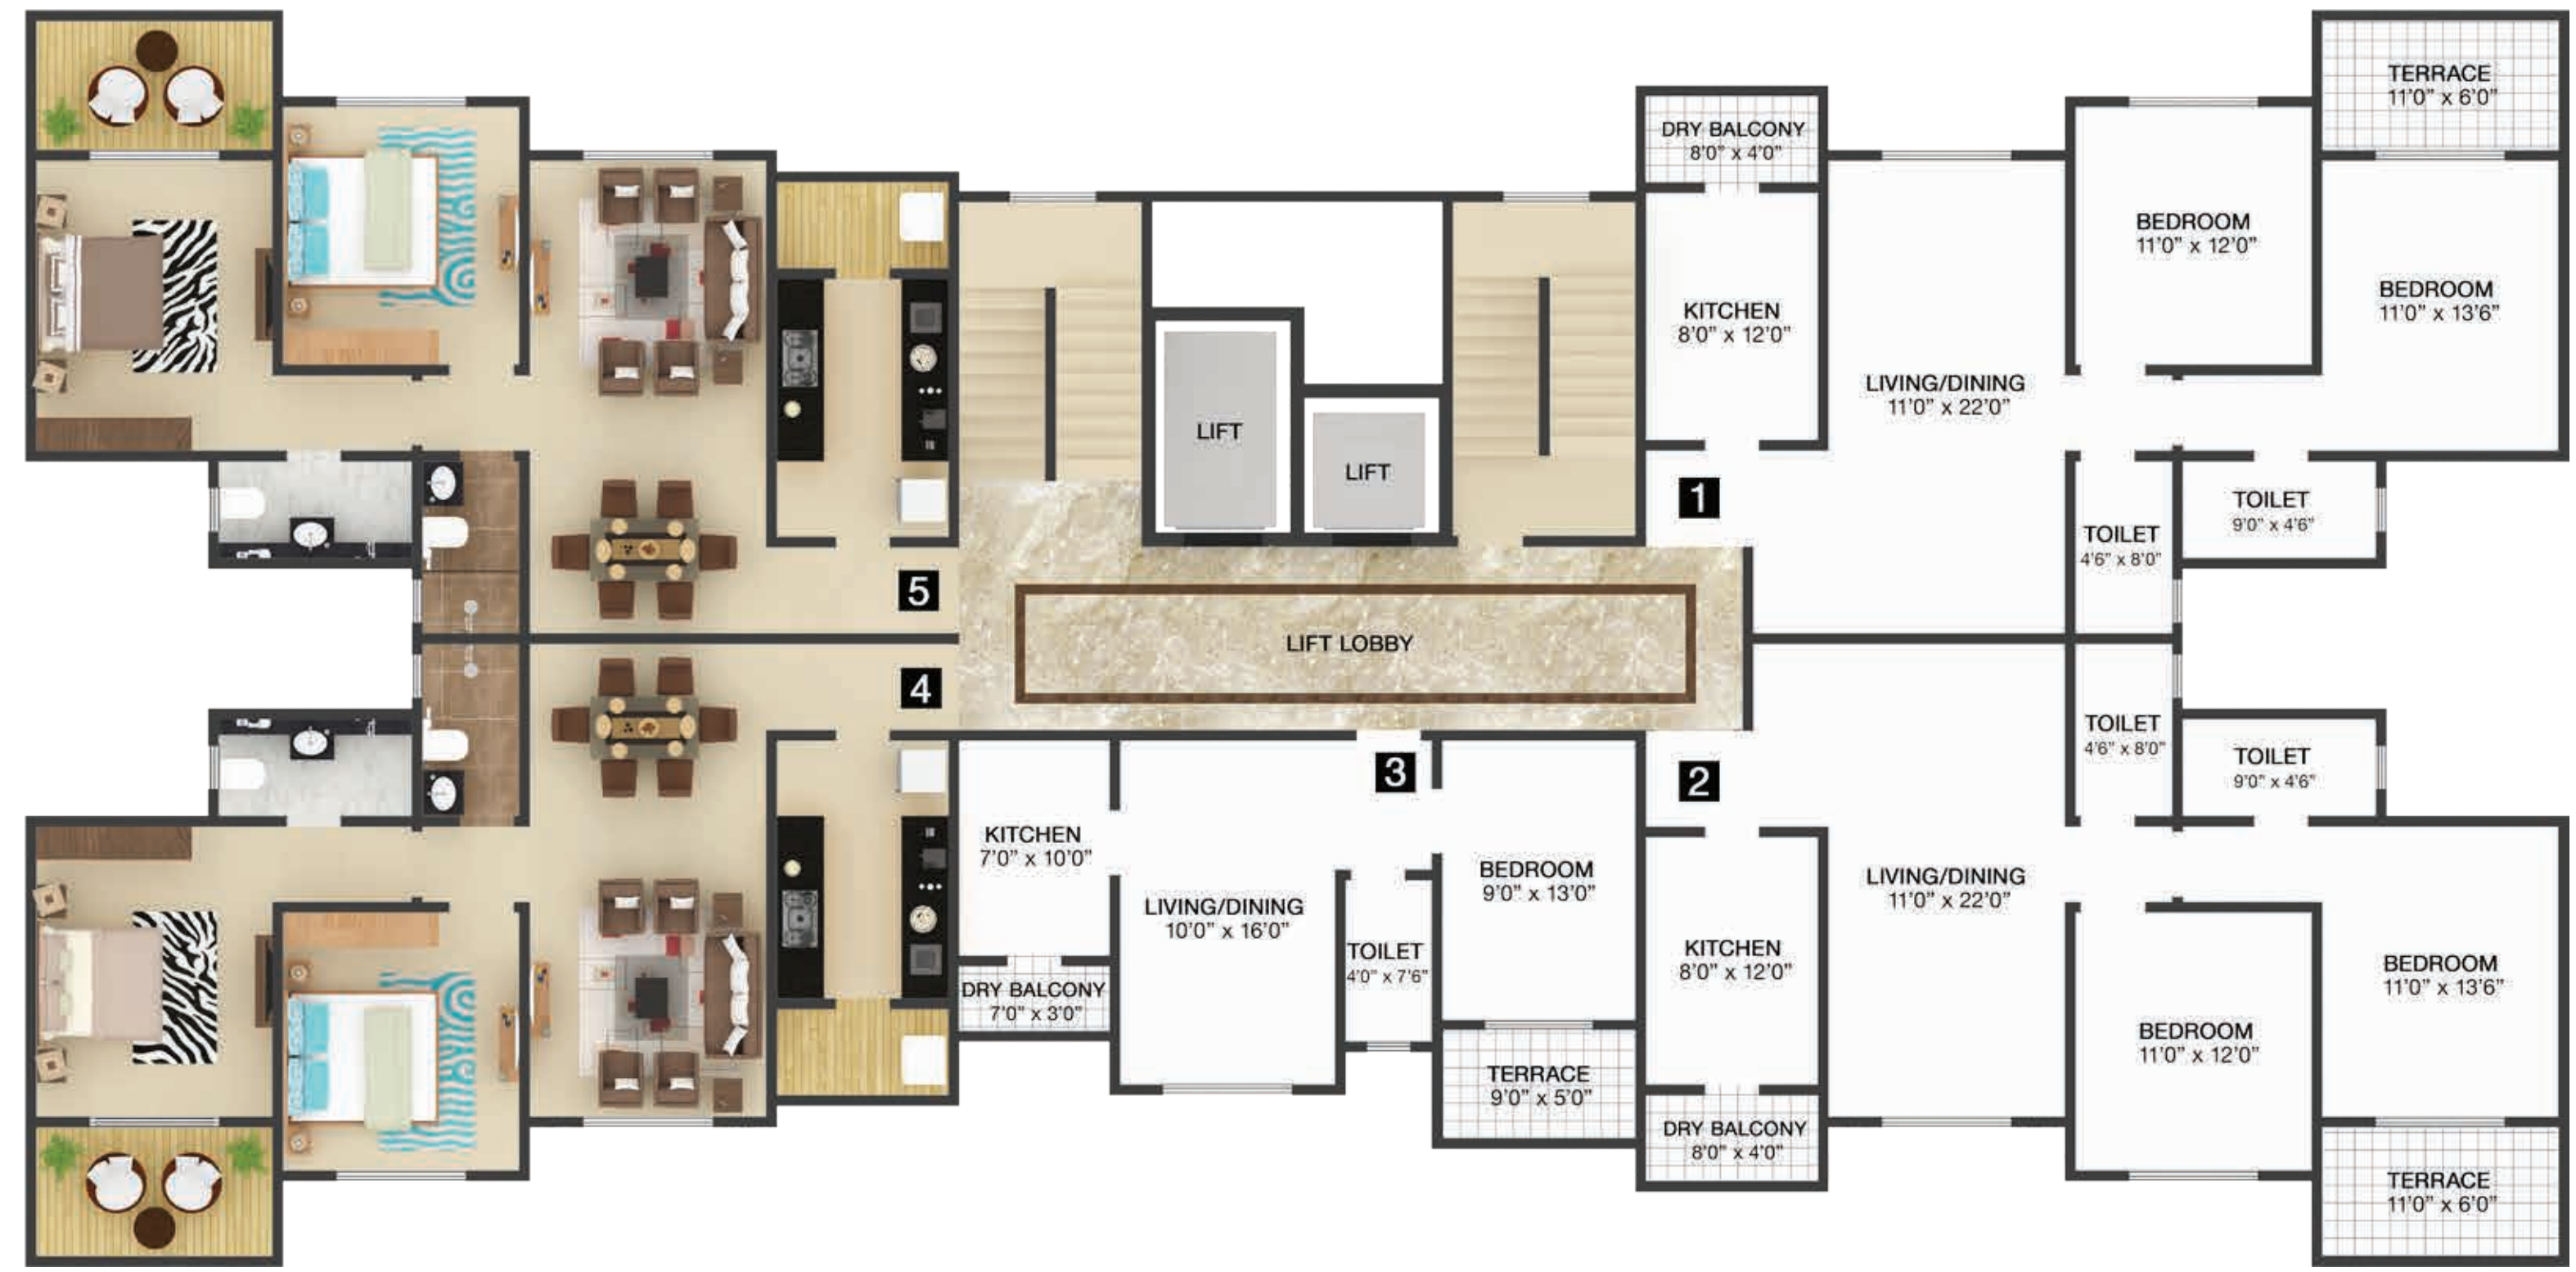 TERRACE
11'0” x 6'0”
DRY BALCONY
8'0” x 4'0”
BEDROOM
11'0” x 12'0”
BEDROOM
11'0” x 13'6”
KITCHEN
8'0” x 12'0”
LIVING/DINING
11'0” x 22'0”
LIFT
LIFT
1
TOILET
9'0” x 4'6”
TOILET
4'6” x 8'0”
5
LIFT LOBBY
4
3
2
TOILET
4'6” x 8'0”
TOILET
9'0” x 4'6”
KITCHEN
7'0” x 10'0”
LIVING/DINING
10'0” x 16'0”
BEDROOM
9'0” x 13'0”
LIVING/DINING
11'0” x 22'0”
TOILET
4'0” x 7'6”
KITCHEN
8'0” x 12'0”
BEDROOM
11'0” x 13'6”
DRY BALCONY
7'0” x 3'0”
BEDROOM
11'0” x 12'0”
TERRACE
9'0” x 5'0”
DRY BALCONY
8'0” x 4'0”
TERRACE
11'0” x 6'0”